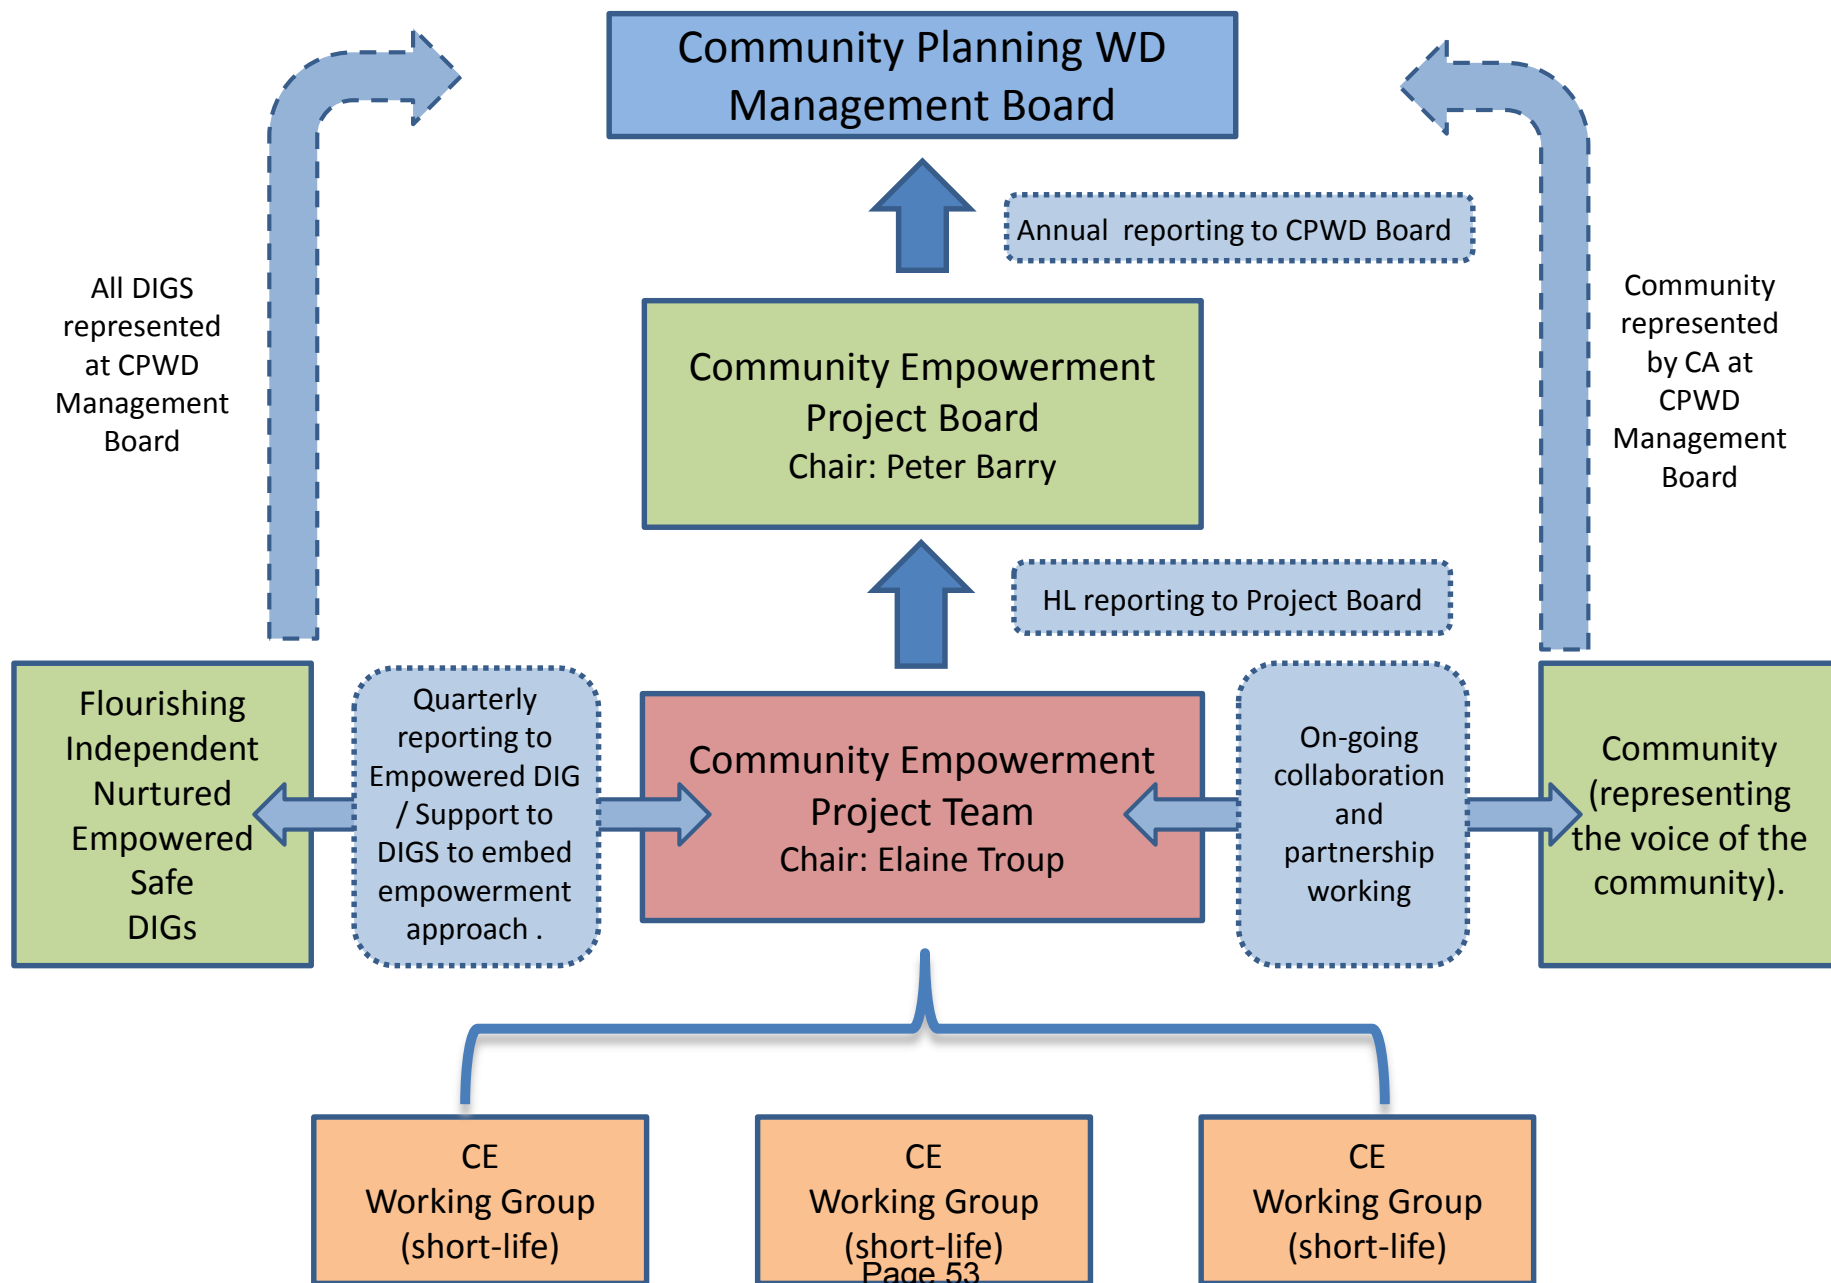 Community Planning WD
Management Board
Annual reporting to CPWD Board
All DIGS
represented
at CPWD
Management
Board
Community
represented
by CA at
CPWD
Management
Board
Community Empowerment
Project Board
Chair: Peter Barry
HL reporting to Project Board
Flourishing
Independent
Nurtured
Empowered
Safe
DIGs
Quarterly
reporting to
Empowered DIG
/ Support to
DIGS to embed
empowerment
approach .
Community Empowerment
Project Team
Chair: Elaine Troup
On-going
collaboration
and
partnership
working
Community
(representing
the voice of the
community).
CE
Working Group
(short-life)
CE
Working Group
(short-life)
CE
Working Group
(short-life)
Page 53